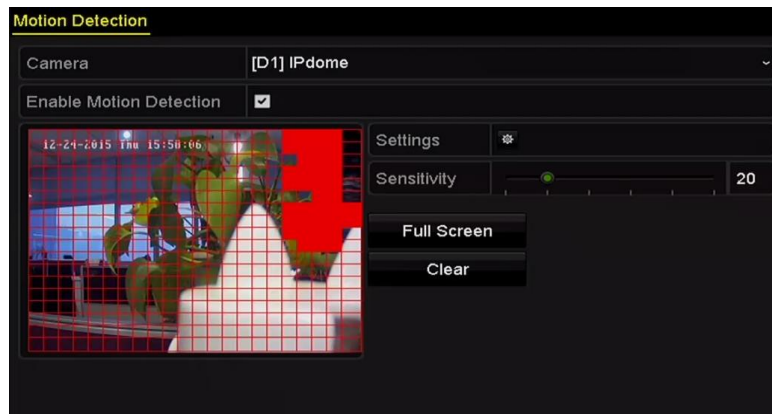 Motion Detection
Camera [D1] IPdome
Enable Motion Detection
12-24-2015 Thu 15:50:06
Settings
Sensitivity 20
Full Screen
Clear